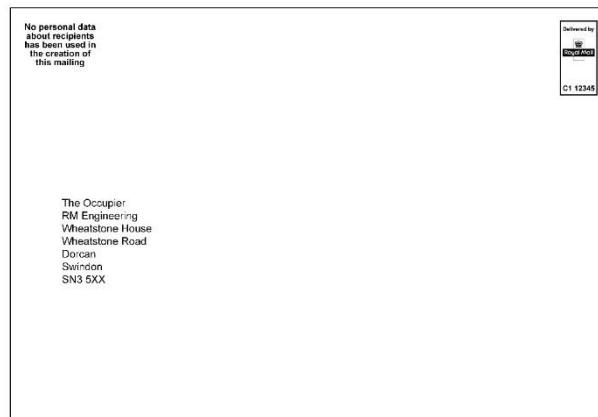 No personal data
about recipients
has been used in
the creation of
this mailing
Delivered by
Royal Mail
C1 12345
The Occupier
RM Engineering
Wheatstone House
Wheatstone Road
Dorcan
Swindon
SN3 5XX